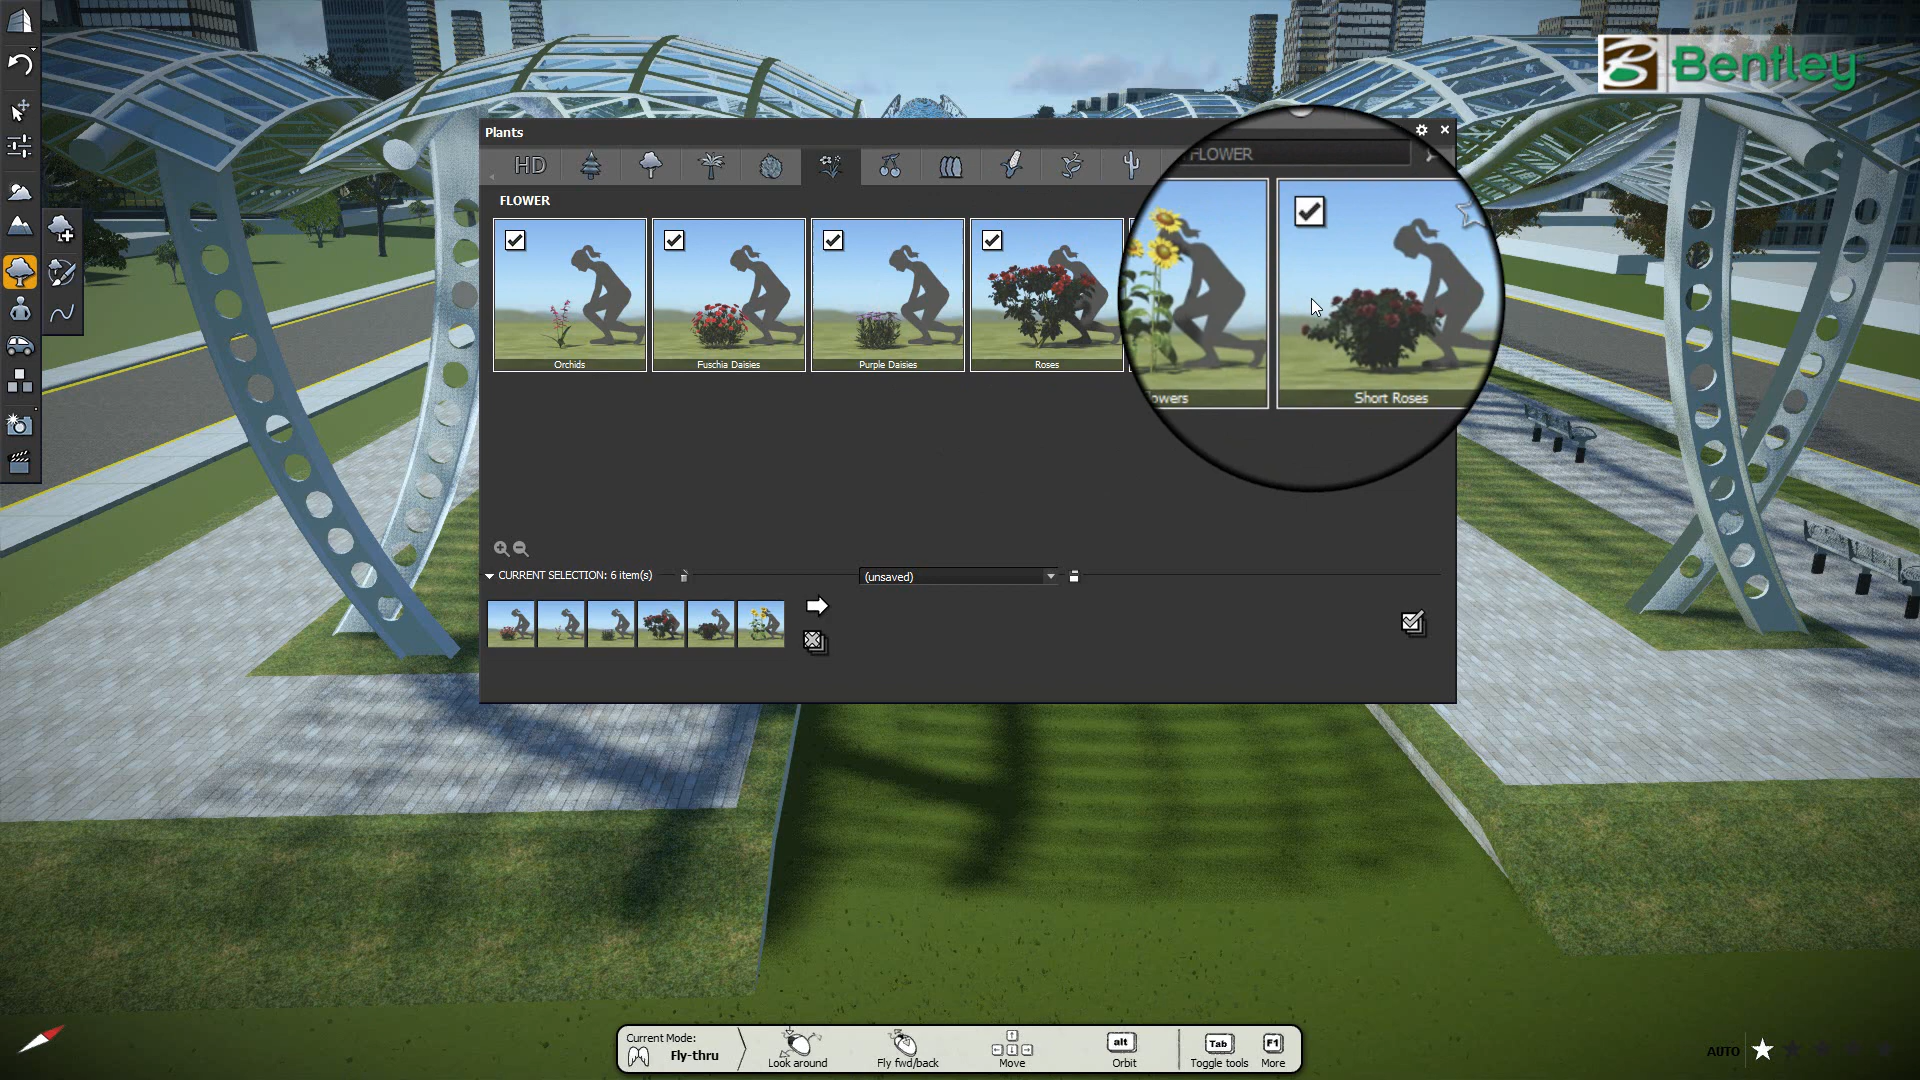 Bentley
Plants
HD
FLOWER
FLOWER
Orchids
Fuschia Daisies
Purple Daisies
Roses
owers
Short Roses
CURRENT SELECTION: 6 item(s)
(unsaved)
Current Mode:
Fly-thru
Look around
Fly fwd/back
Move
alt
Orbit
Tab
Toggle tools
F1
More
AUTO